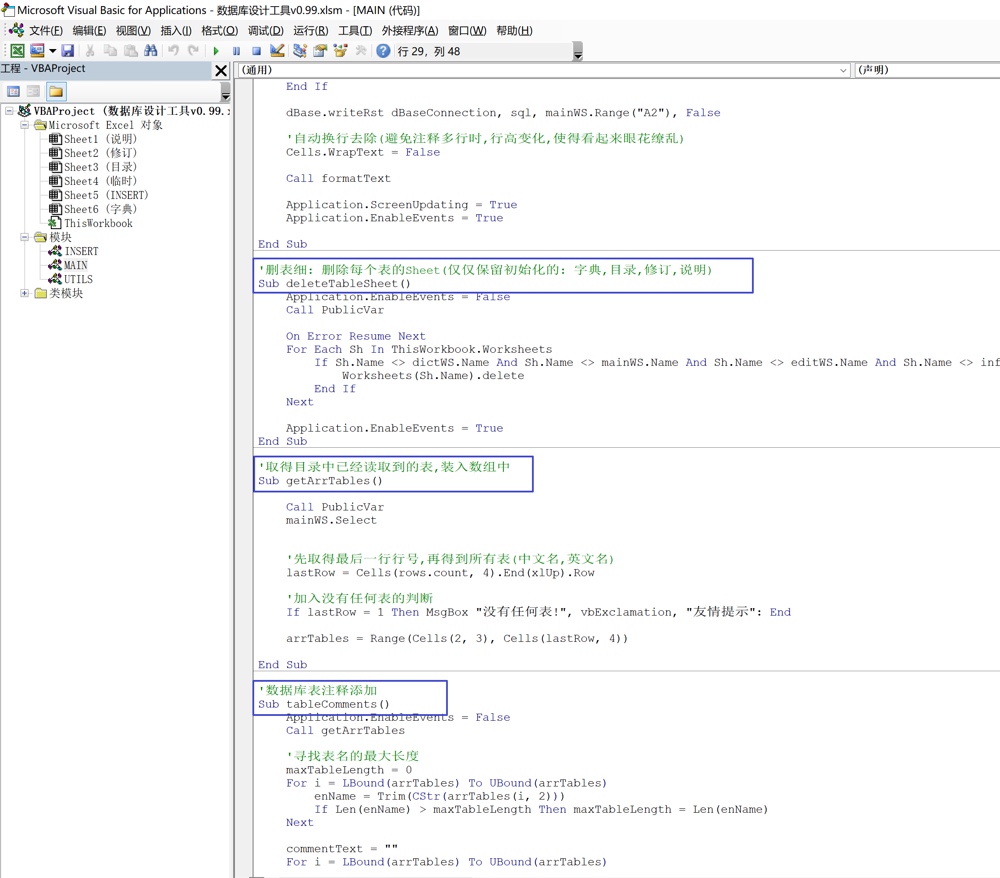 Microsoft Visual Basic for Applications - 数据库设计工具v0.99.xlsm - [MAIN (代码)]
文件(F) 编辑(E) 视图(V) 插入(I) 格式(O) 调试(D) 运行(R) 工具(T) 外接程序(A) 窗口(W) 帮助(H)
行 29，列 48
工程 - VBAProject
VBAProject (数据库设计工具v0.99.x
Microsoft Excel 对象
Sheet1 (说明)
Sheet2 (修订)
Sheet3 (目录)
Sheet4 (临时)
Sheet5 (INSERT)
Sheet6 (字典)
ThisWorkbook
模块
INSERT
MAIN
UTILS
类模块
(通用) (声明)
End If
dBase.writeRst dBaseConnection, sql, mainWS.Range("A2"), False
'自动换行去除(避免注释多行时,行高变化,使得看起来眼花缭乱)
Cells.WrapText = False
Call formatText
Application.ScreenUpdating = True
Application.EnableEvents = True
End Sub
'删表细: 删除每个表的Sheet(仅仅保留初始化的: 字典,目录,修订,说明)
Sub deleteTableSheet()
Application.EnableEvents = False
Call PublicVar
On Error Resume Next
For Each Sh In ThisWorkbook.Worksheets
If Sh.Name <> dictWS.Name And Sh.Name <> mainWS.Name And Sh.Name <> editWS.Name And Sh.Name <> inf
Worksheets(Sh.Name).delete
End If
Next
Application.EnableEvents = True
End Sub
'取得目录中已经读取到的表,装入数组中
Sub getArrTables()
Call PublicVar
mainWS.Select
'先取得最后一行行号,再得到所有表(中文名,英文名)
lastRow = Cells(rows.count, 4).End(xlUp).Row
'加入没有任何表的判断
If lastRow = 1 Then MsgBox "没有任何表!", vbExclamation, "友情提示": End
arrTables = Range(Cells(2, 3), Cells(lastRow, 4))
End Sub
'数据库表注释添加
Sub tableComments()
Application.EnableEvents = False
Call getArrTables
'寻找表名的最大长度
maxTableLength = 0
For i = LBound(arrTables) To UBound(arrTables)
enName = Trim(CStr(arrTables(i, 2)))
If Len(enName) > maxTableLength Then maxTableLength = Len(enName)
Next
commentText = ""
For i = LBound(arrTables) To UBound(arrTables)